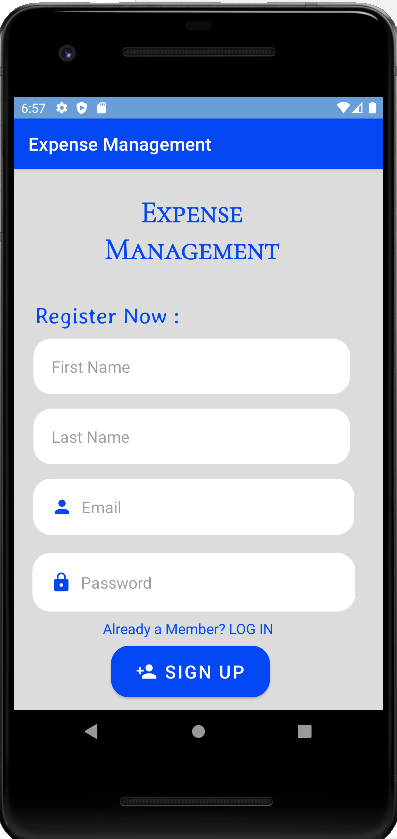 6:57
Expense Management
Expense
Management
Register Now :
First Name
Last Name
Email
Password
Already a Member? LOG IN
SIGN UP